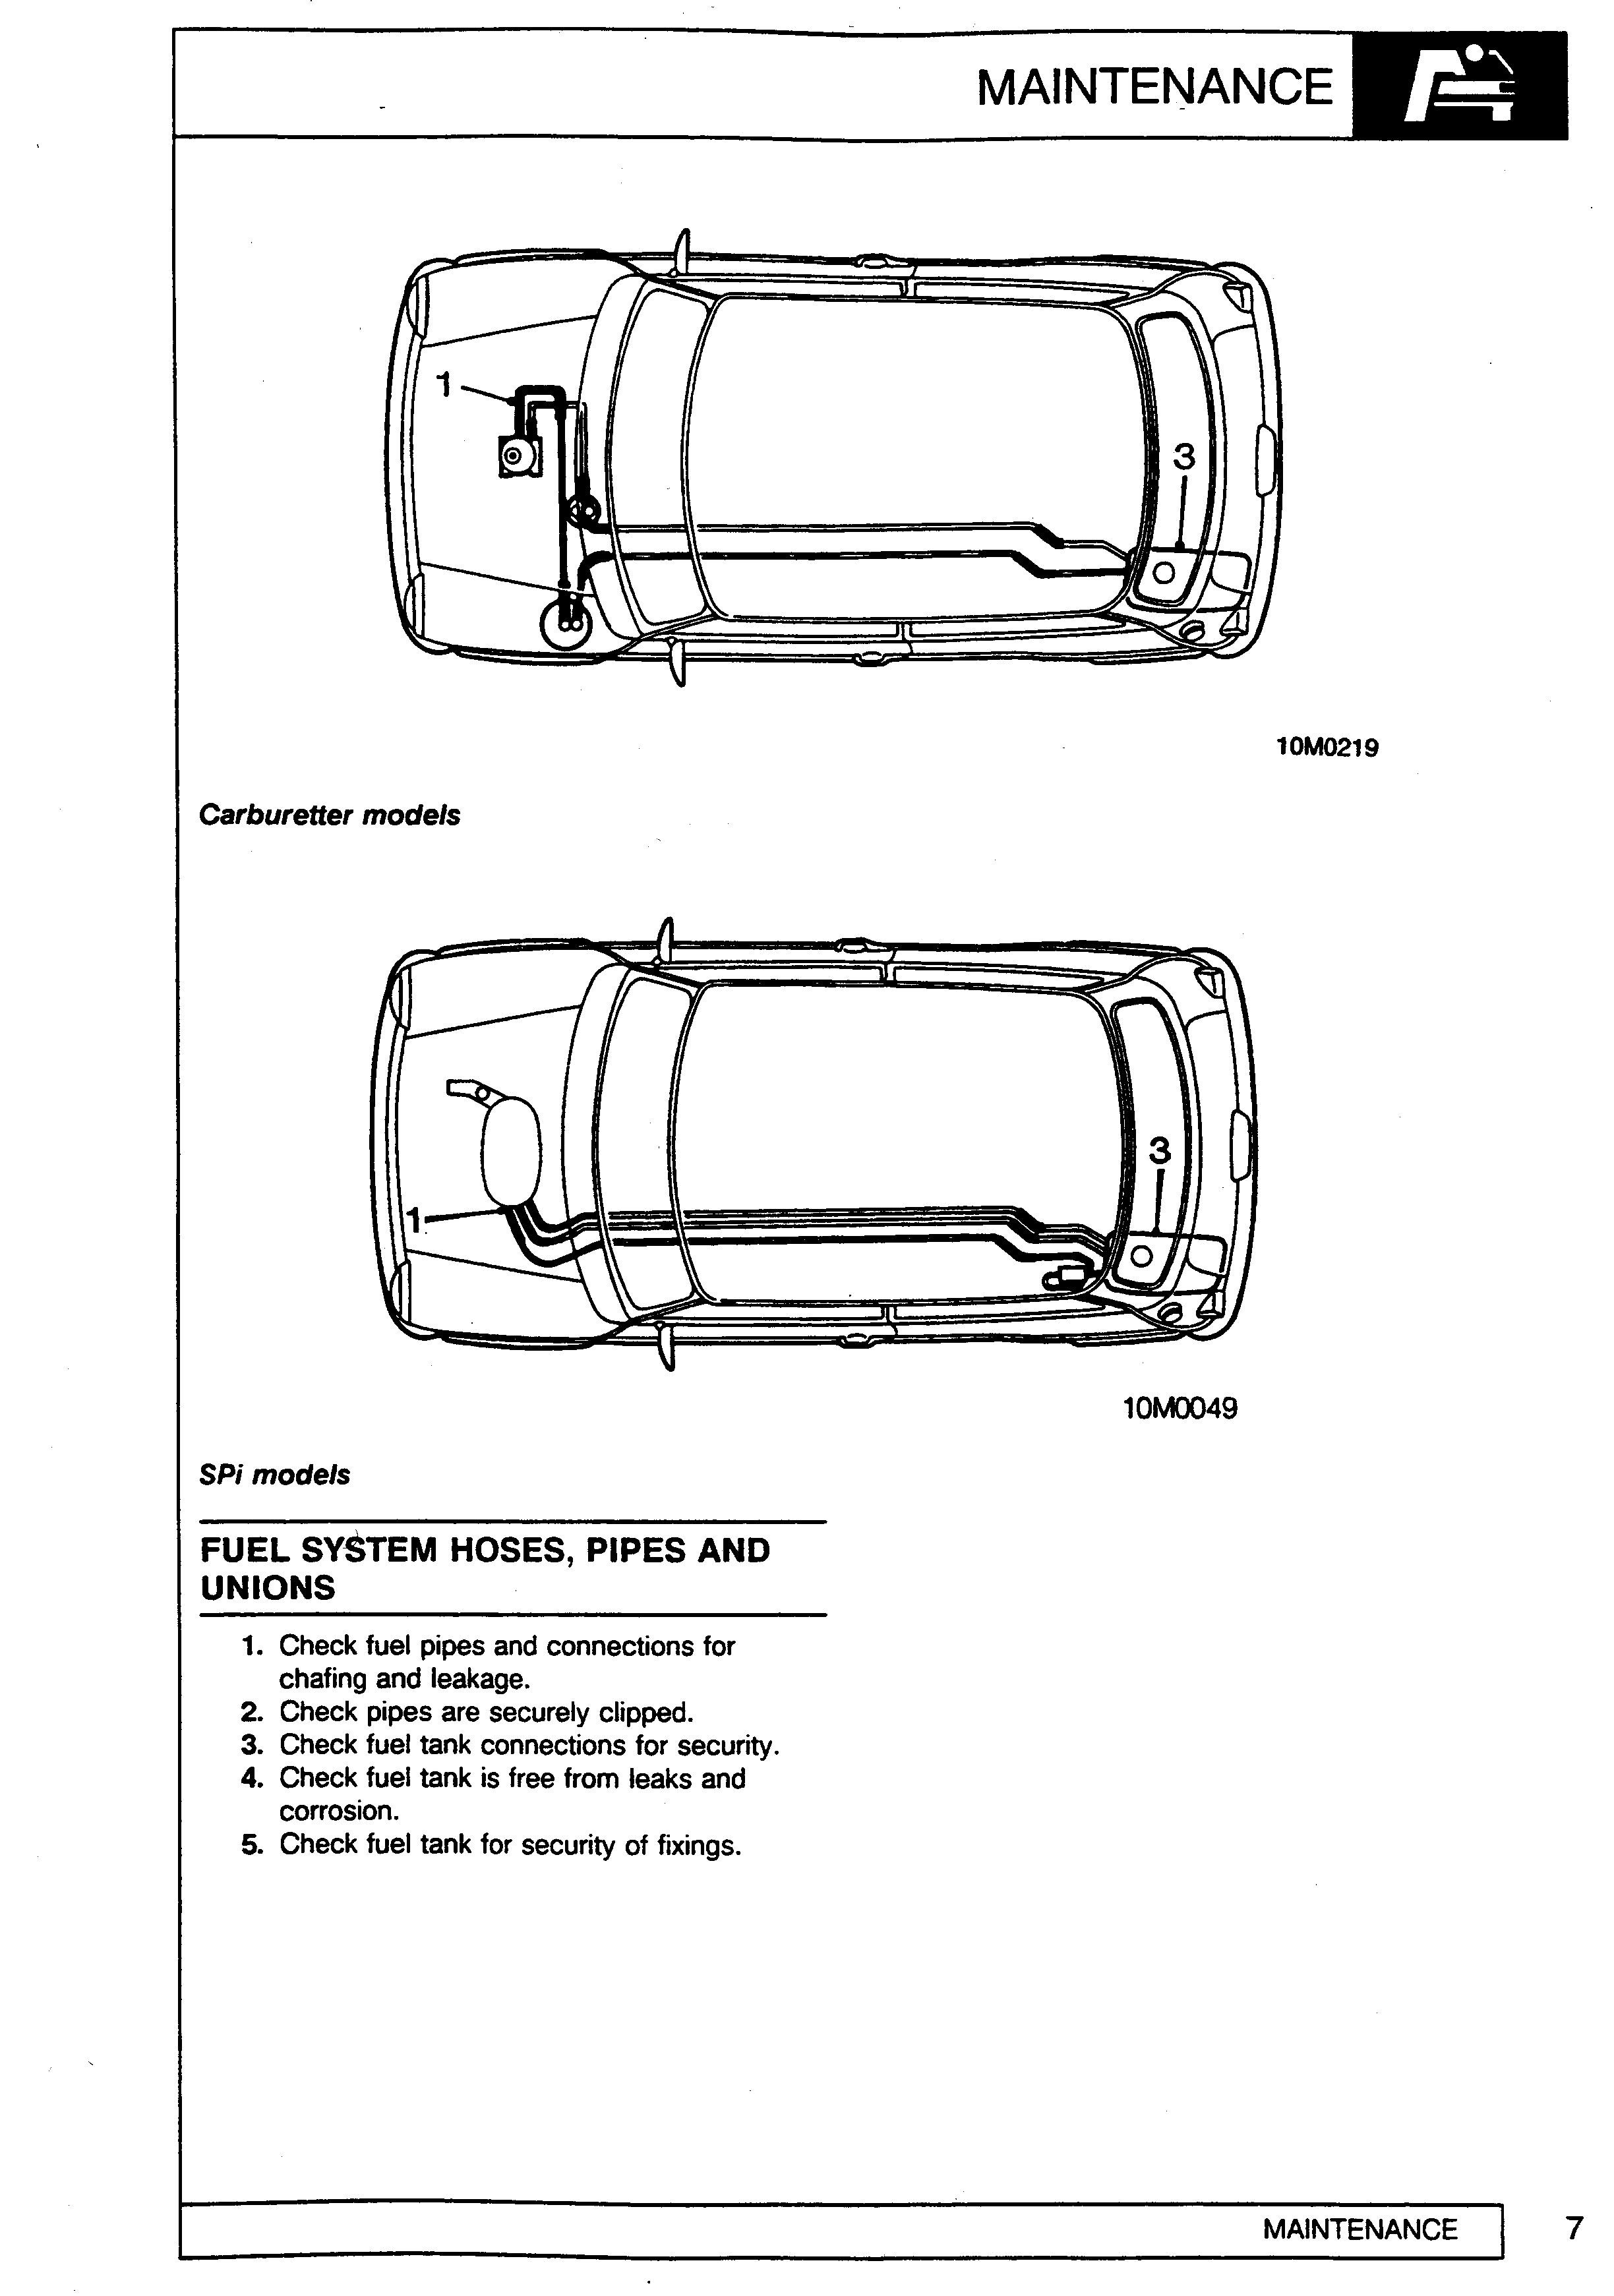 MAINTENANCE
1
3
10M0219
Carburetter models
3
1
10M0049
SPi models
FUEL SYSTEM HOSES, PIPES AND
UNIONS
1. Check fuel pipes and connections for
chafing and leakage.
2. Check pipes are securely clipped.
3. Check fuel tank connections for security.
4. Check fuel tank is free from leaks and
corrosion.
5. Check fuel tank for security of fixings.
MAINTENANCE 7